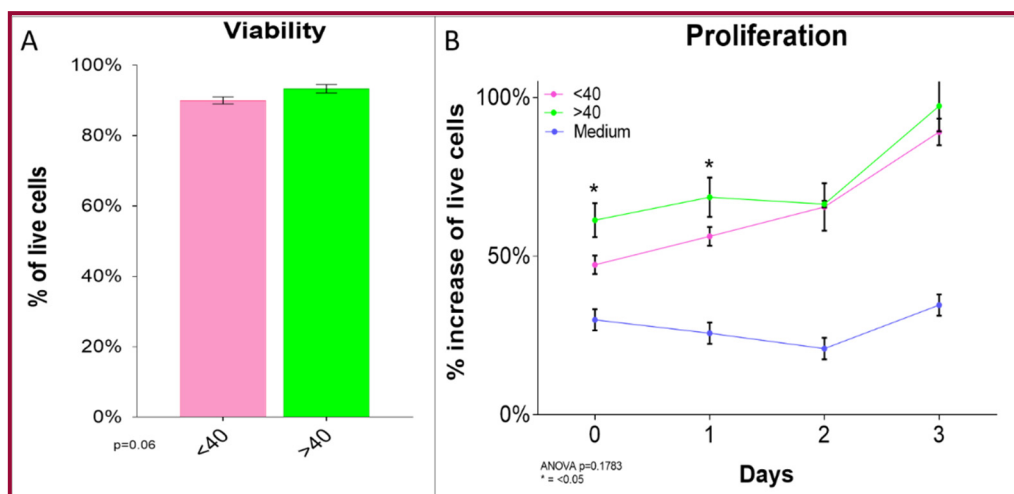 A
Viability
% of live cells
100%
80%
60%
40%
20%
0%
<40
>40
p=0.06
B
Proliferation
<40
>40
Medium
% increase of live cells
100%
50%
0%
*
*
0 1 2 3
Days
ANOVA p=0.1783
* = <0.05